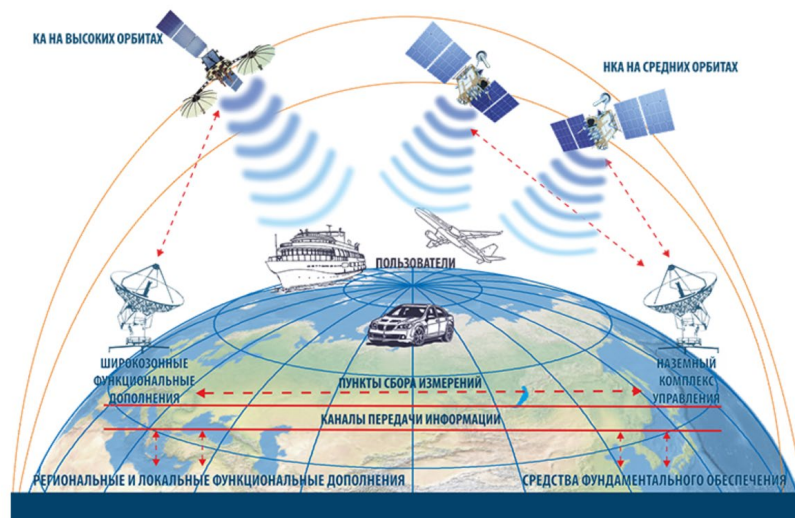 КА НА ВЫСОКИХ ОРБИТАХ
НКА НА СРЕДНИХ ОРБИТАХ
ПОЛЬЗОВАТЕЛИ
ШИРОКОЗОННЫЕ
ФУНКЦИОНАЛЬНЫЕ
ДОПОЛНЕНИЯ
ПУНКТЫ СБОРА ИЗМЕРЕНИЙ
НАЗЕМНЫЙ
КОМПЛЕКС
УПРАВЛЕНИЯ
КАНАЛЫ ПЕРЕДАЧИ ИНФОРМАЦИИ
РЕГИОНАЛЬНЫЕ И ЛОКАЛЬНЫЕ ФУНКЦИОНАЛЬНЫЕ ДОПОЛНЕНИЯ
СРЕДСТВА ФУНДАМЕНТАЛЬНОГО ОБЕСПЕЧЕНИЯ